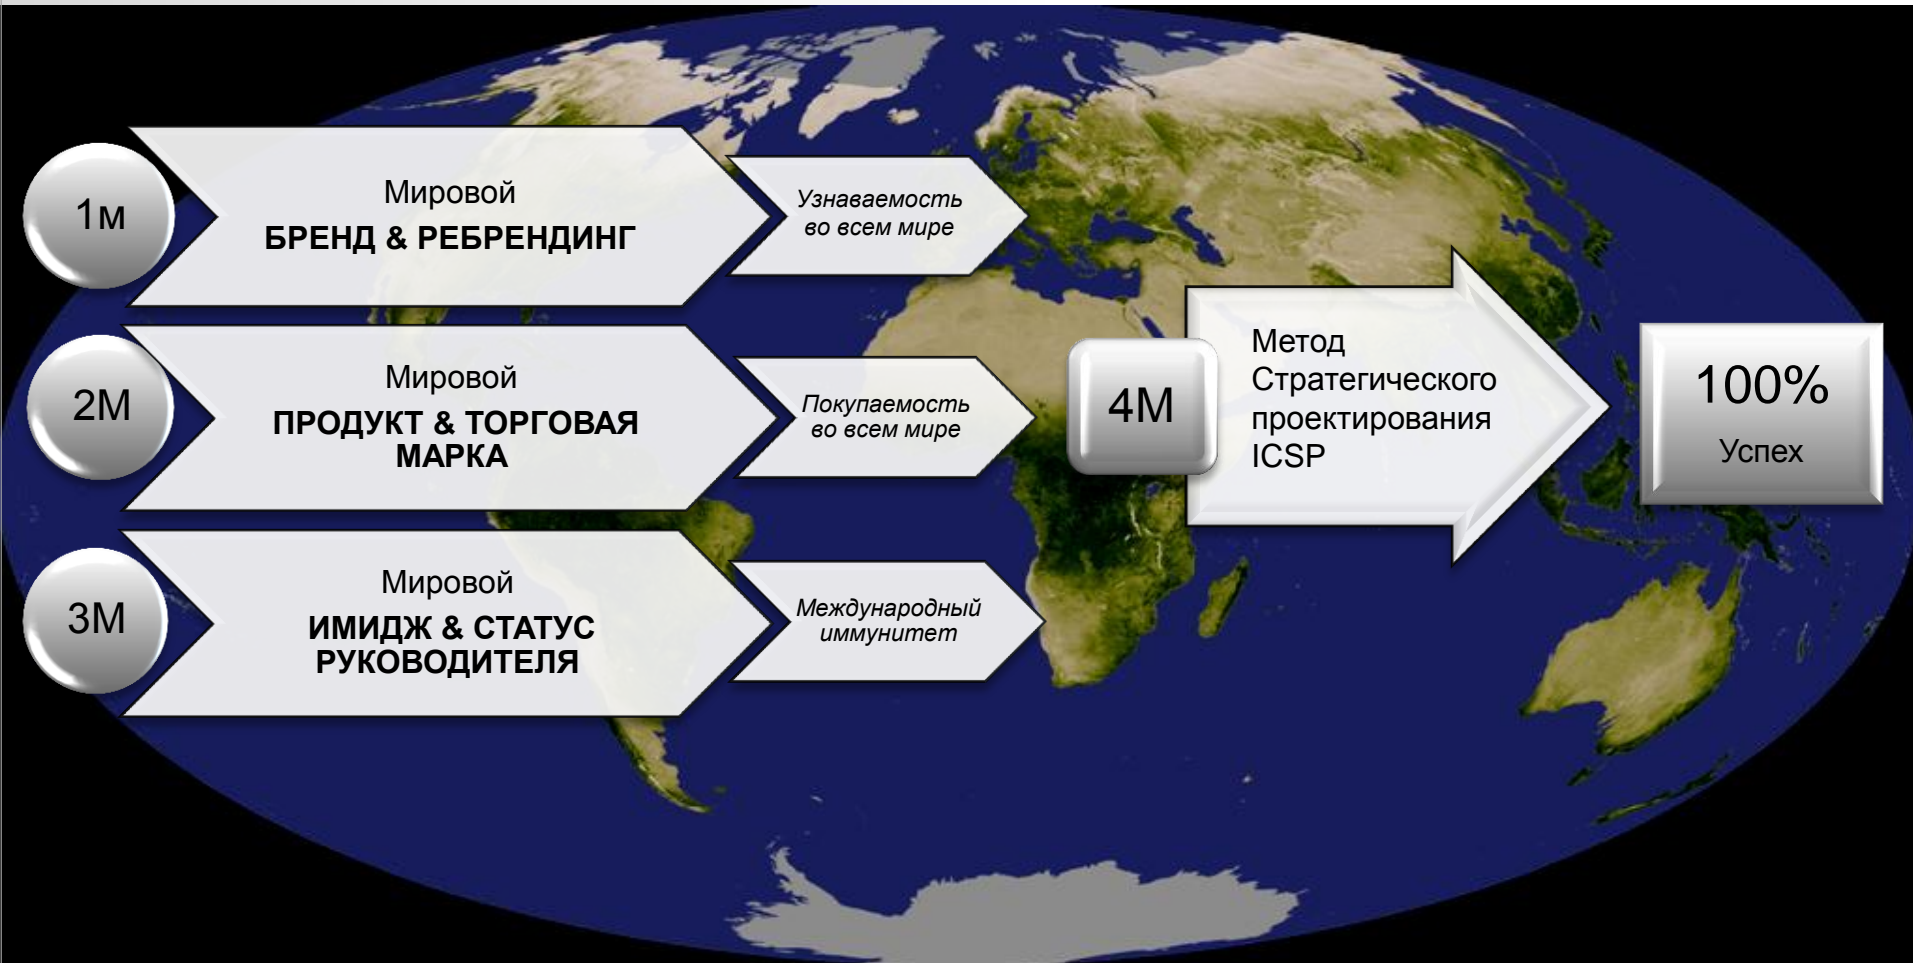 1м
Мировой
БРЕНД & РЕБРЕНДИНГ
Узнаваемость
во всем мире
2М
Мировой
ПРОДУКТ & ТОРГОВАЯ
МАРКА
Покупаемость
во всем мире
3М
Мировой
ИМИДЖ & СТАТУС
РУКОВОДИТЕЛЯ
Международный
иммунитет
4М
Метод
Стратегического
проектирования
ICSP
100%
Успех